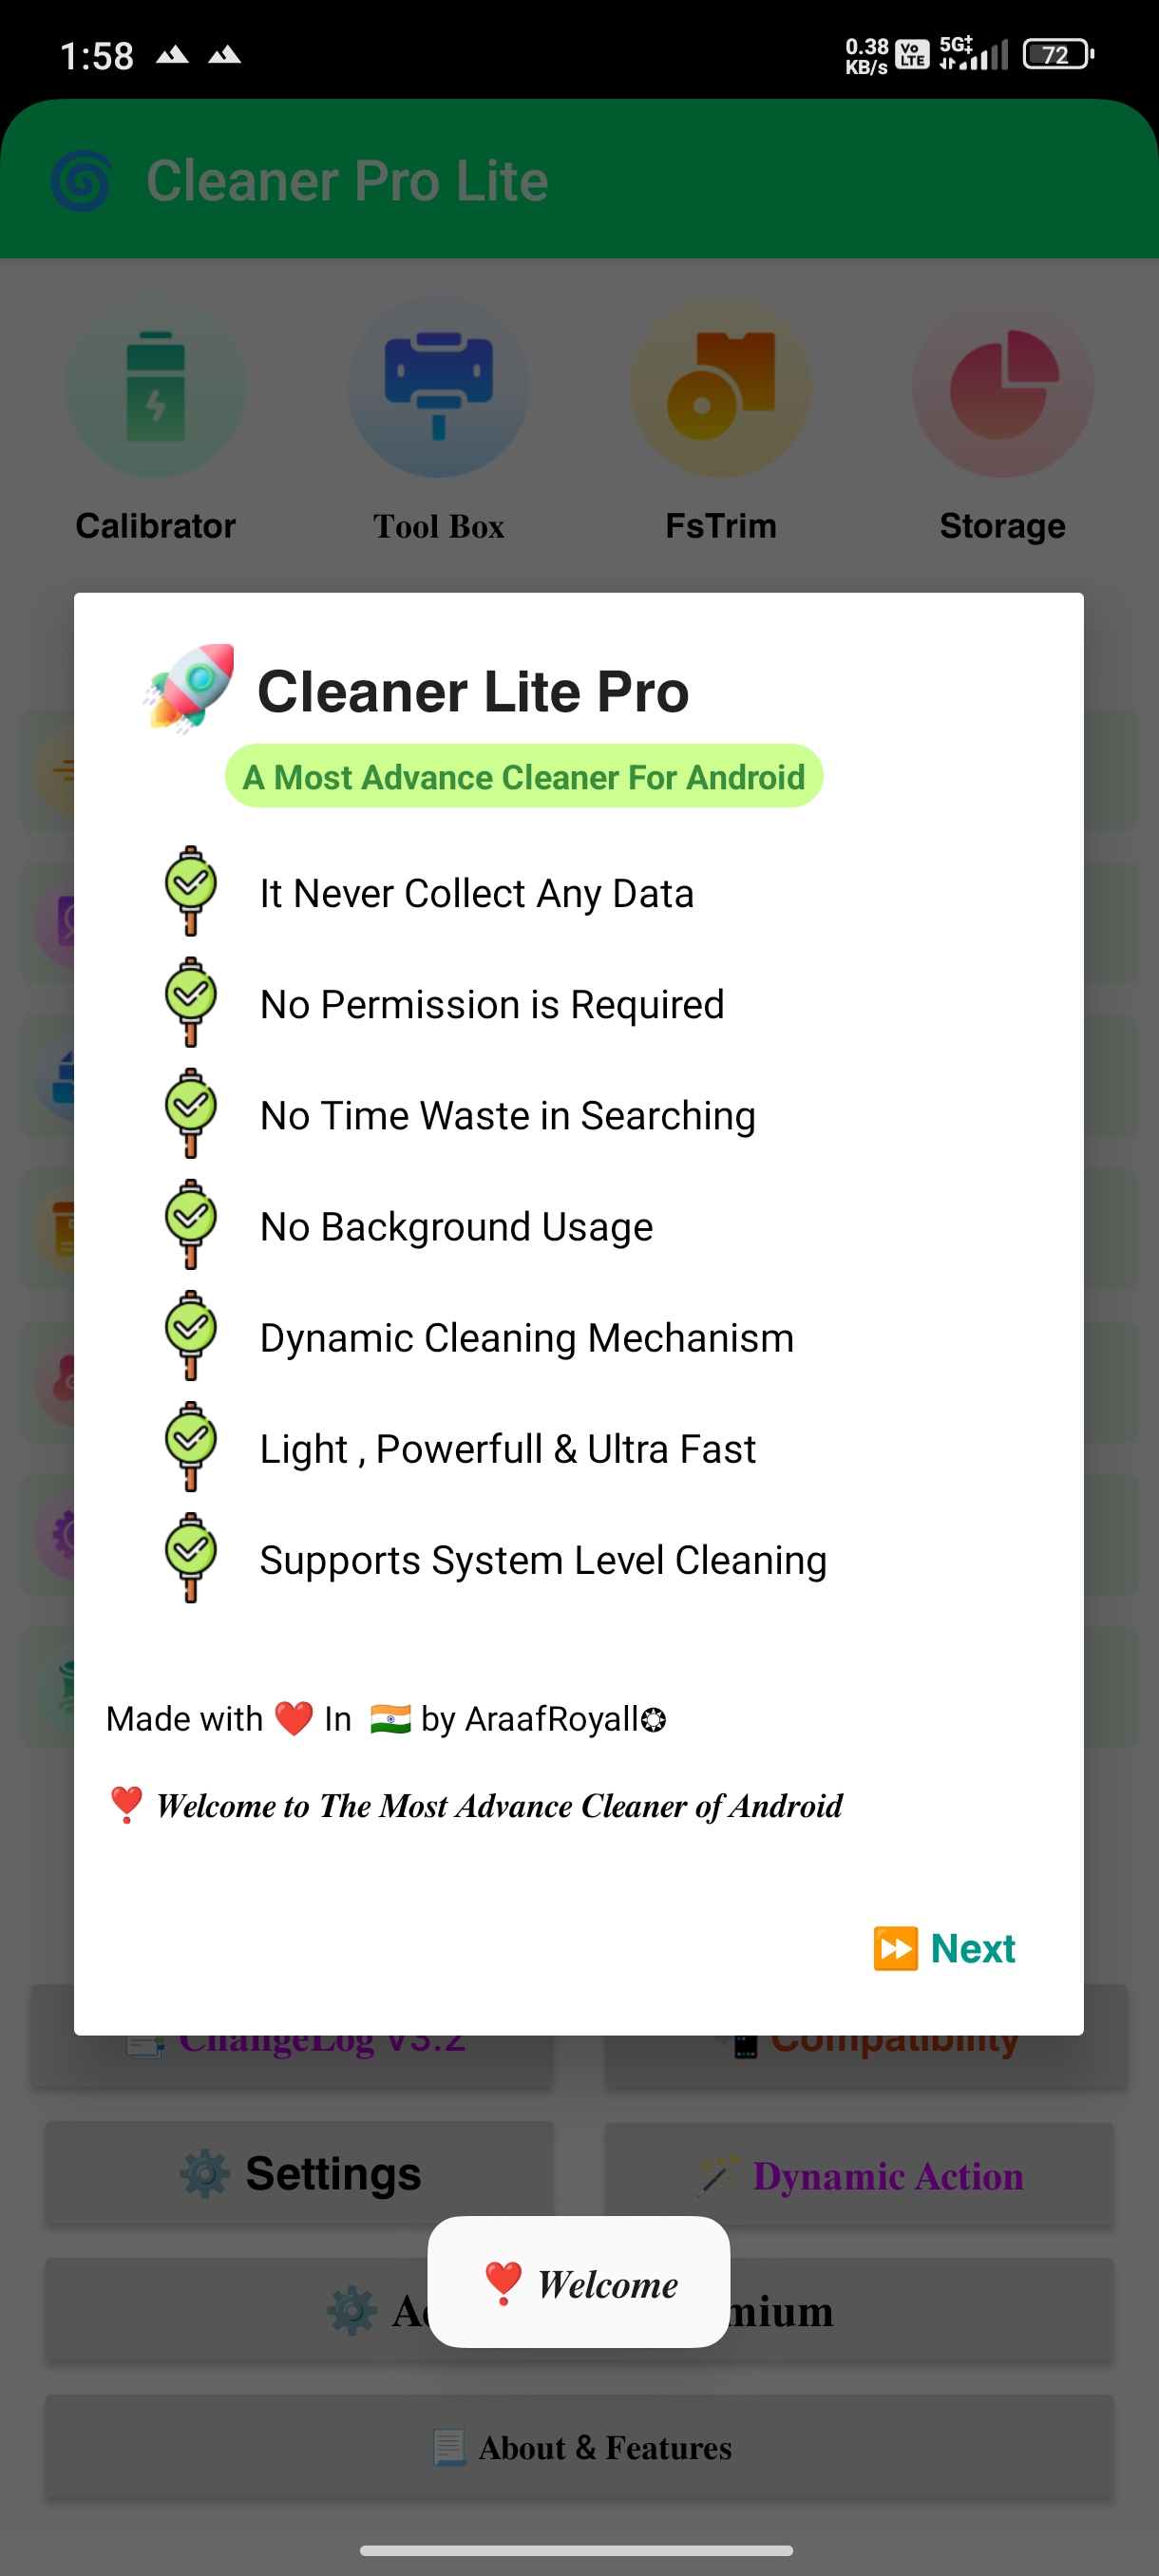 1:58
0.38
KB/s
Vo
LTE
5G
72
🌀 Cleaner Pro Lite
Calibrator
Tool Box
FsTrim
Storage
Cleaner Lite Pro
A Most Advance Cleaner For Android
It Never Collect Any Data
No Permission is Required
No Time Waste in Searching
No Background Usage
Dynamic Cleaning Mechanism
Light , Powerfull & Ultra Fast
Supports System Level Cleaning
Made with ❤️ In 🇮🇳 by AraafRoyall❂
❣️ Welcome to The Most Advance Cleaner of Android
⏩ Next
📑 ChangeLog V3.2
📲 Compatibility
⚙️ Settings
🪄 Dynamic Action
❣️ Welcome
📃 About & Features